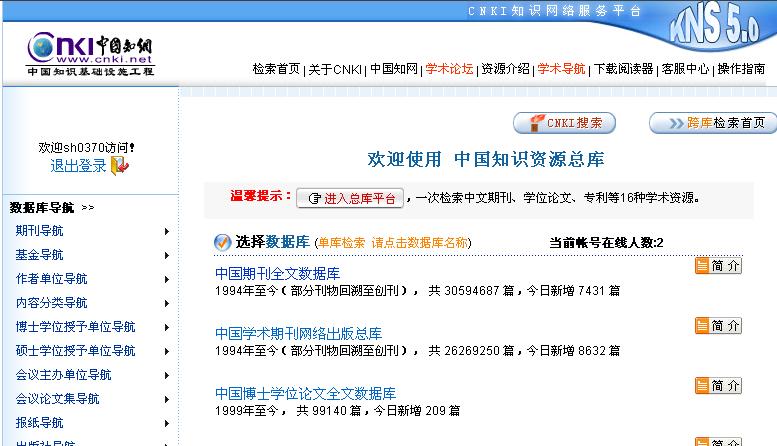 CNKI知识网络服务平台
KNS 5.0
Cnki 中国知网
www.cnki.net
中国知识基础设施工程
检索首页 | 关于CNKI | 中国知网 | 学术论坛 | 资源介绍 | 学术导航 | 下载阅读器 | 客服中心 | 操作指南
CNKI搜索 跨库检索首页
欢迎sh0370访问!
退出登录
欢迎使用 中国知识资源总库
温馨提示： 进入总库平台 ，一次检索中文期刊、学位论文、专利等16种学术资源。
数据库导航 >>
期刊导航
基金导航
作者单位导航
内容分类导航
博士学位授予单位导航
硕士学位授予单位导航
会议主办单位导航
会议论文集导航
报纸导航
出版社导航
选择数据库 (单库检索 请点击数据库名称) 当前帐号在线人数:2
中国期刊全文数据库 简 介
1994年至今（部分刊物回溯至创刊）， 共 30594687 篇，今日新增 7431 篇
中国学术期刊网络出版总库 简 介
1994年至今（部分刊物回溯至创刊）， 共 26269250 篇，今日新增 8632 篇
中国博士学位论文全文数据库 简 介
1999年至今， 共 99140 篇，今日新增 209 篇